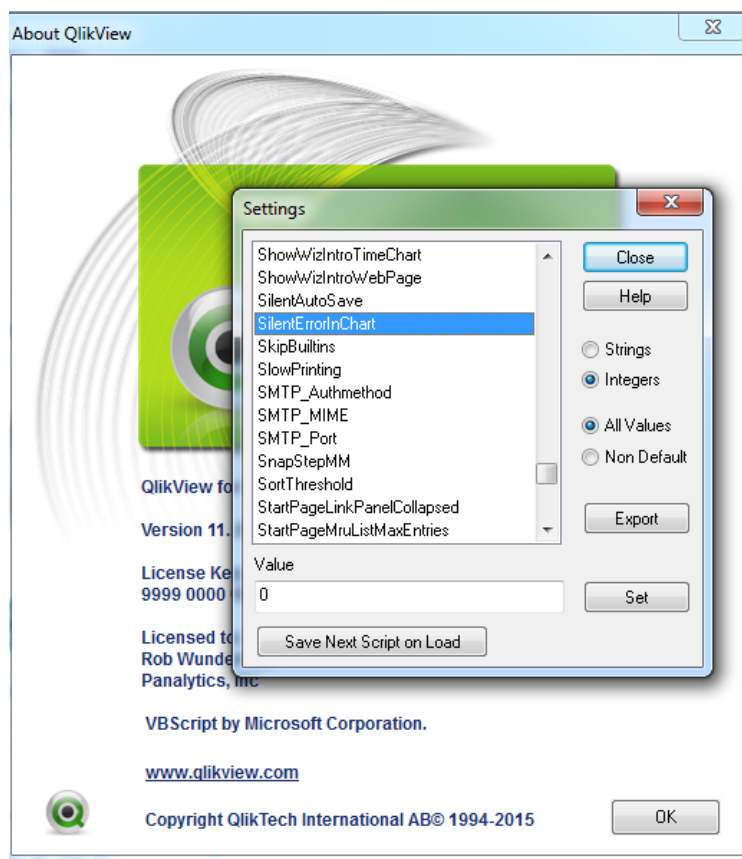 About QlikView
Settings
ShowWizIntroTimeChart
ShowWizIntroWebPage
SilentAutoSave
SilentErrorInChart
SkipBuiltins
SlowPrinting
SMTP_Authmethod
SMTP_MIME
SMTP_Port
SnapStepMM
SortThreshold
StartPageLinkPanelCollapsed
StartPageMruListMaxEntries
Close
Help
Strings
Integers
All Values
Non Default
Export
Value
0
Set
Save Next Script on Load
QlikView fo
Version 11.
License Ke
9999 0000
Licensed to
Rob Wunde
Panalytics, Inc
VBScript by Microsoft Corporation.
www.qlikview.com
Copyright QlikTech International AB© 1994-2015
OK